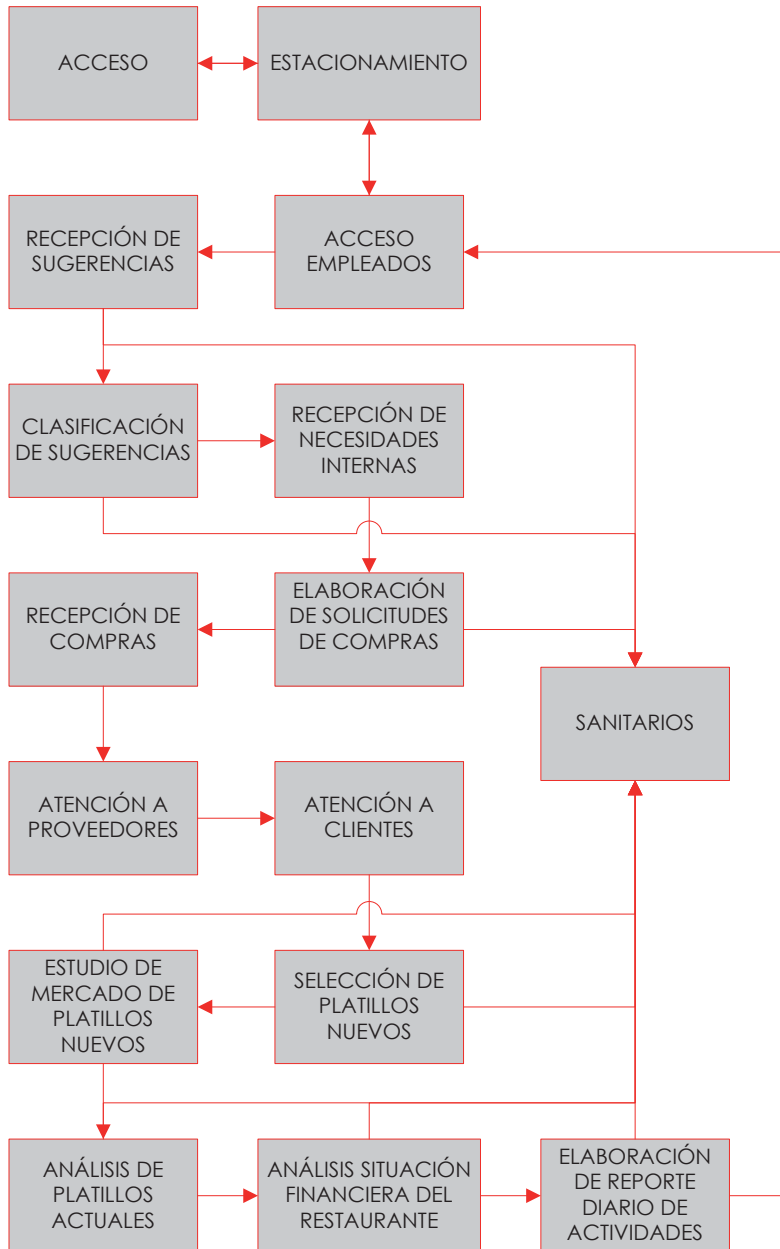 ACCESO
ESTACIONAMIENTO
RECEPCIÓN DE
SUGERENCIAS
ACCESO
EMPLEADOS
CLASIFICACIÓN
DE SUGERENCIAS
RECEPCIÓN DE
NECESIDADES
INTERNAS
RECEPCIÓN DE
COMPRAS
ELABORACIÓN
DE SOLICITUDES
DE COMPRAS
SANITARIOS
ATENCIÓN A
PROVEEDORES
ATENCIÓN A
CLIENTES
ESTUDIO DE
MERCADO DE
PLATILLOS
NUEVOS
SELECCIÓN DE
PLATILLOS
NUEVOS
ANÁLISIS DE
PLATILLOS
ACTUALES
ANÁLISIS SITUACIÓN
FINANCIERA DEL
RESTAURANTE
ELABORACIÓN
DE REPORTE
DIARIO DE
ACTIVIDADES